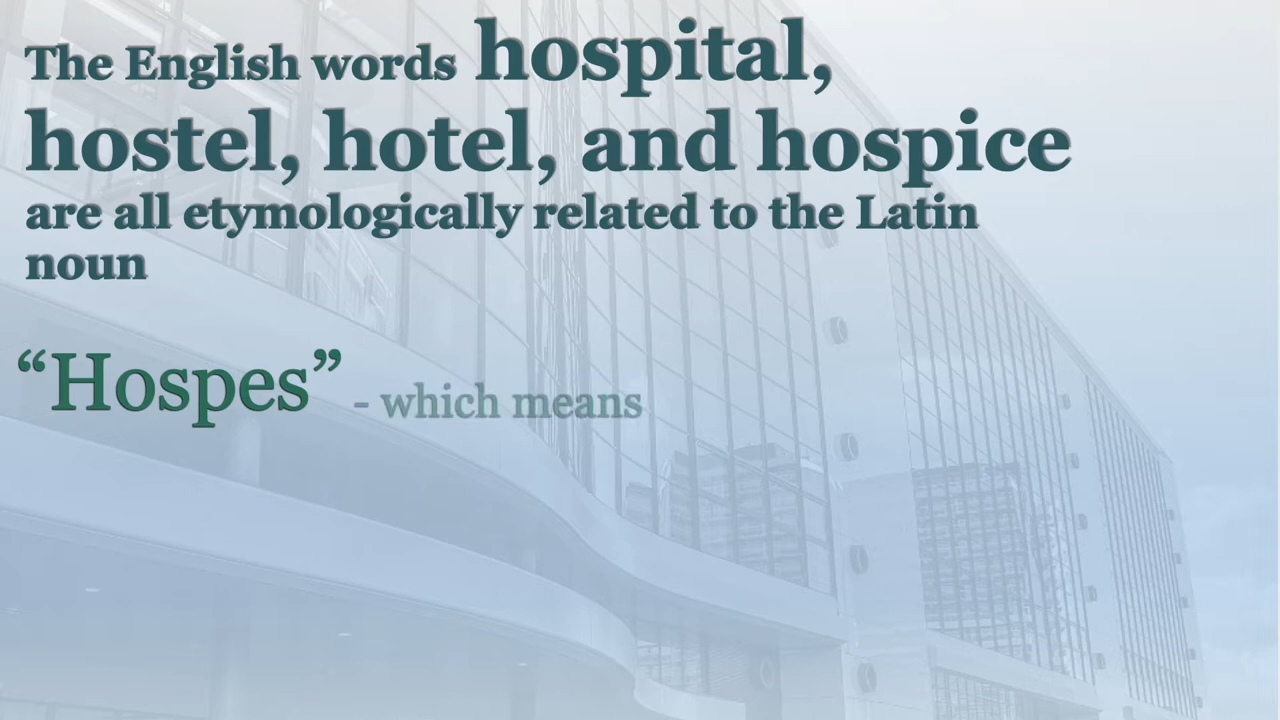 The English words hospital,
hostel, hotel, and hospice
are all etymologically related to the Latin
noun
“Hospes” - which means